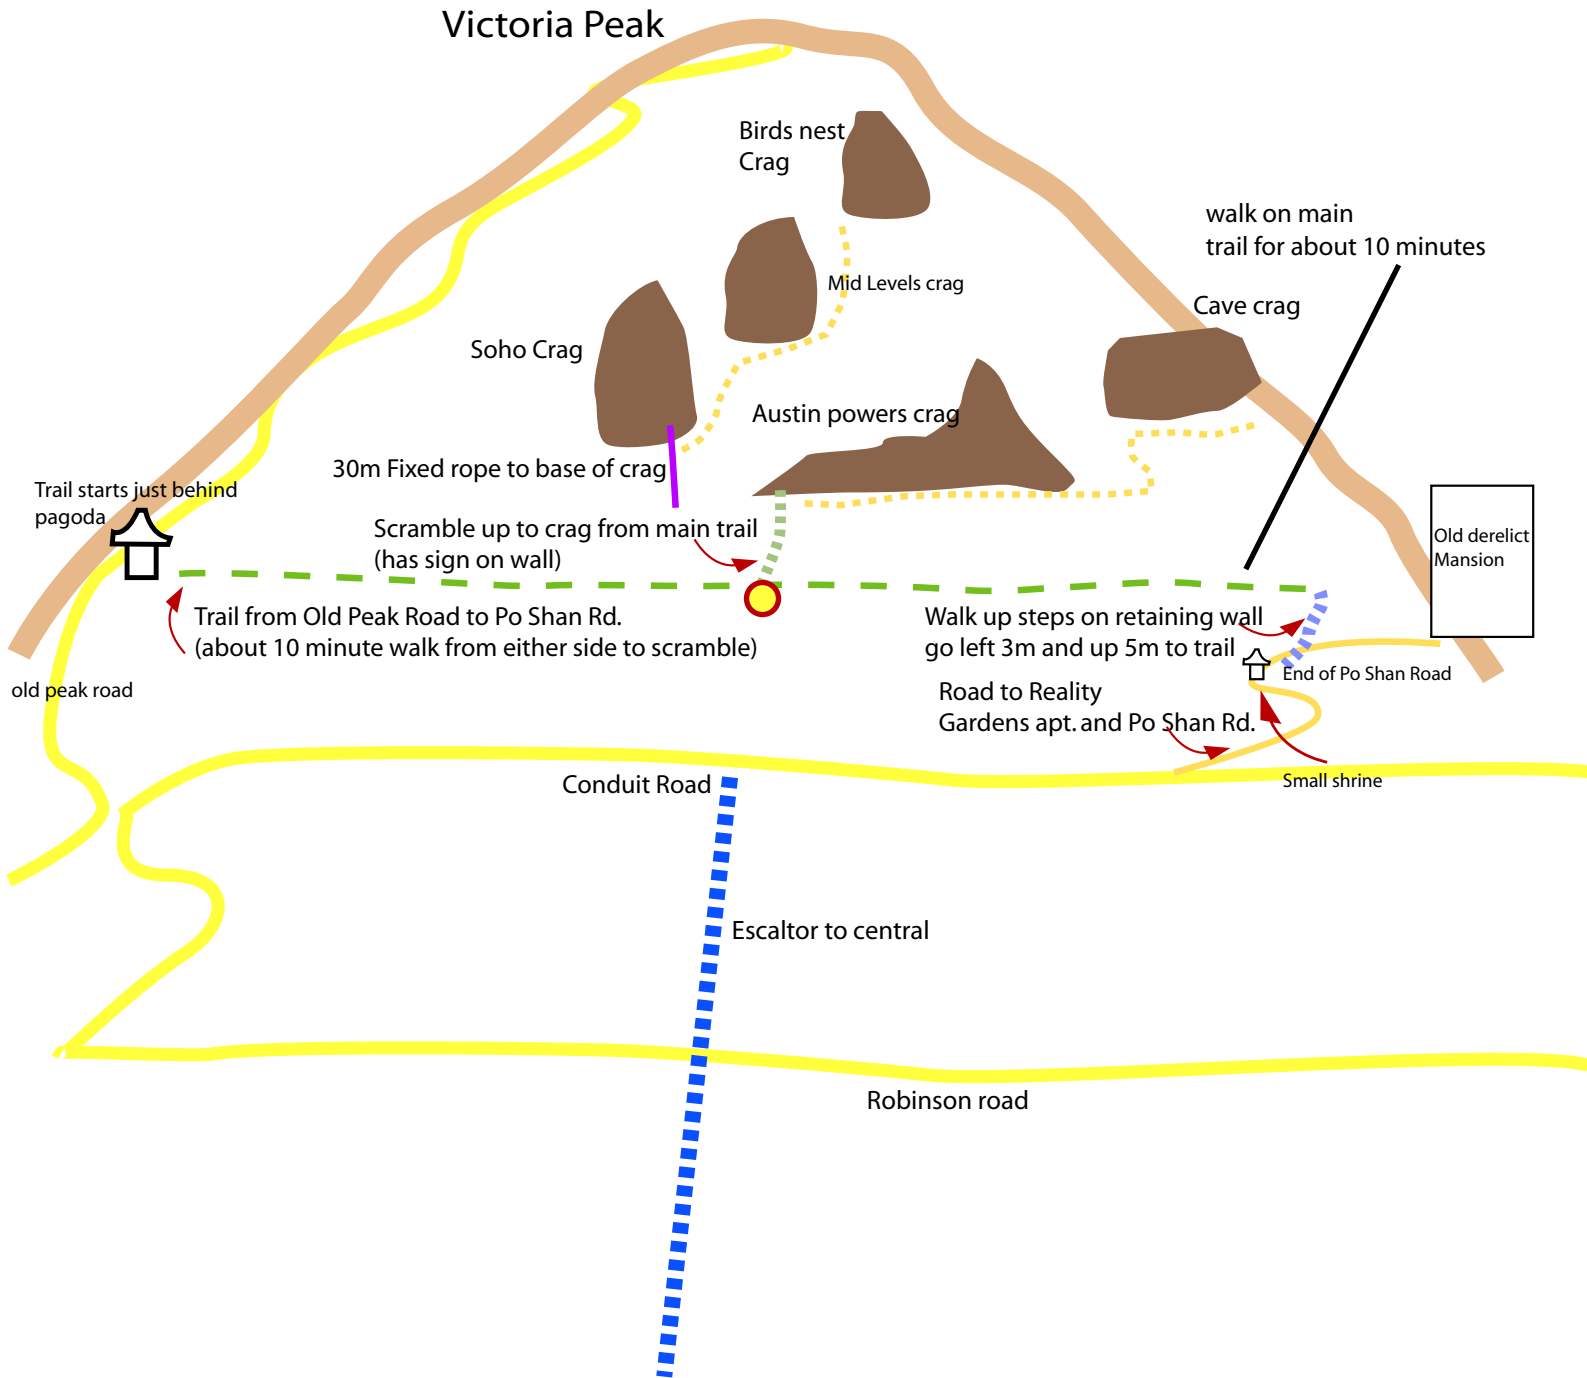 Victoria Peak
Birds nest
Crag
walk on main
trail for about 10 minutes
Mid Levels crag
Cave crag
Soho Crag
Austin powers crag
30m Fixed rope to base of crag
Trail starts just behind
pagoda
Scramble up to crag from main trail
(has sign on wall)
Old derelict
Mansion
Trail from Old Peak Road to Po Shan Rd.
(about 10 minute walk from either side to scramble)
Walk up steps on retaining wall
go left 3m and up 5m to trail
End of Po Shan Road
old peak road
Road to Reality
Gardens apt. and Po Shan Rd.
Small shrine
Conduit Road
Escaltor to central
Robinson road